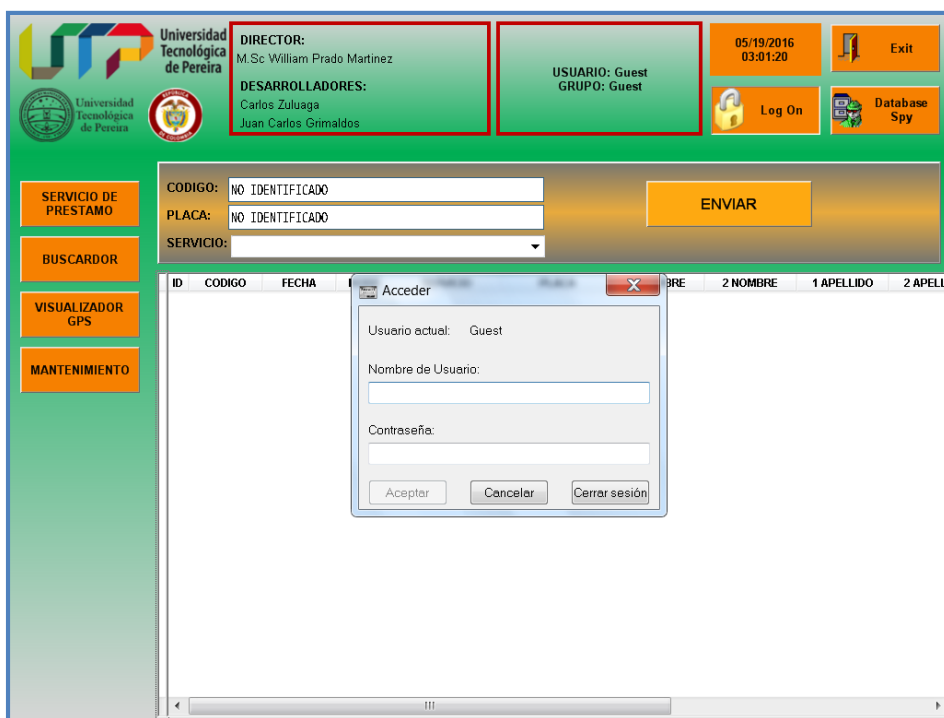 Universidad
Tecnológica
de Pereira
Universidad
Tecnológica
de Pereira
DIRECTOR:
M.Sc William Prado Martinez
DESARROLLADORES:
Carlos Zuluaga
Juan Carlos Grimaldos
USUARIO: Guest
GRUPO: Guest
05/19/2016
03:01:20
Exit
Log On
Database
Spy
SERVICIO DE
PRESTAMO
BUSCARDOR
VISUALIZADOR
GPS
MANTENIMIENTO
CODIGO: NO IDENTIFICADO
PLACA: NO IDENTIFICADO
SERVICIO:
ENVIAR
ID CODIGO FECHA BRE 2 NOMBRE 1 APELLIDO 2 APELL
Acceder
Usuario actual: Guest
Nombre de Usuario:
Contraseña:
Aceptar Cancelar Cerrar sesión